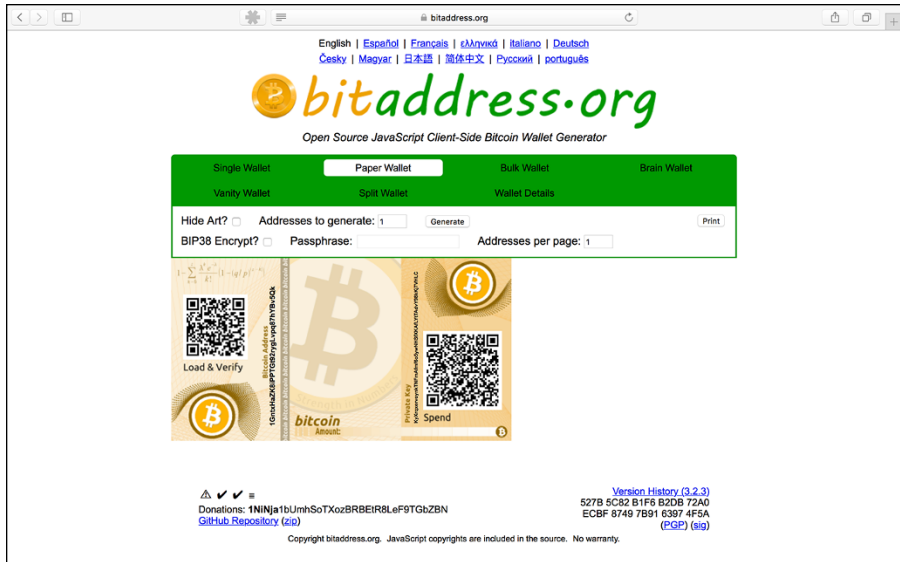 bitaddress.org
English | Español | Français | ελληνικά | italiano | Deutsch
Česky | Magyar | 日本語 | 简体中文 | Русский | português
bitaddress.org
Open Source JavaScript Client-Side Bitcoin Wallet Generator
Single Wallet Paper Wallet Bulk Wallet Brain Wallet
Vanity Wallet Split Wallet Wallet Details
Hide Art? Addresses to generate: 1 Generate Print
BIP38 Encrypt? Passphrase: Addresses per page: 1
Load & Verify
Bitcoin Address
bitcoin
Amount:
Private Key
Spend
Donations: 1NiNja1bUmhSoTXozBRBEtR8LeF9TGbZBN
GitHub Repository (zip)
Version History (3.2.3)
527B 5C82 B1F6 B2DB 72A0
ECBF 8749 7B91 6397 4F5A
(PGP) (sig)
Copyright bitaddress.org. JavaScript copyrights are included in the source. No warranty.